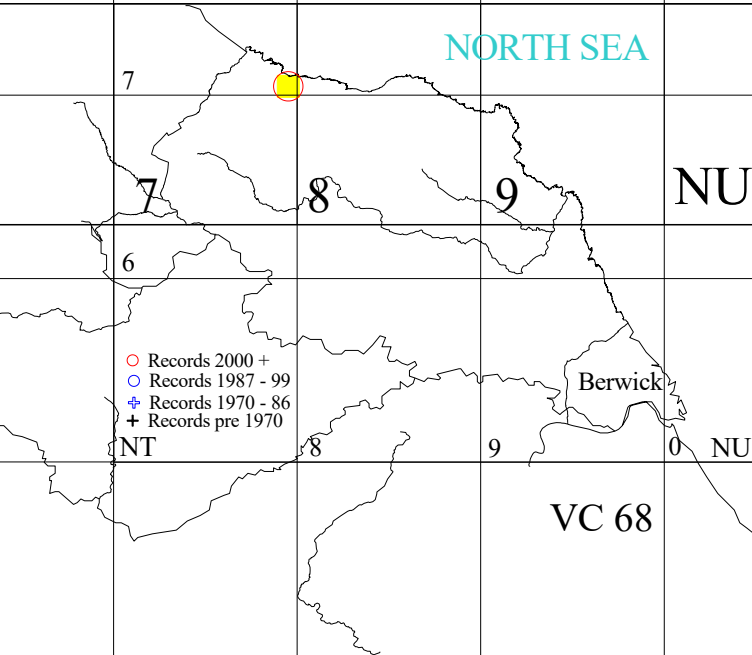 NORTH SEA
7
7
8
9
NU
6
Records 2000 +
Records 1987 - 99
Records 1970 - 86
Records pre 1970
Berwick
NT
8
9
0
NU
VC 68